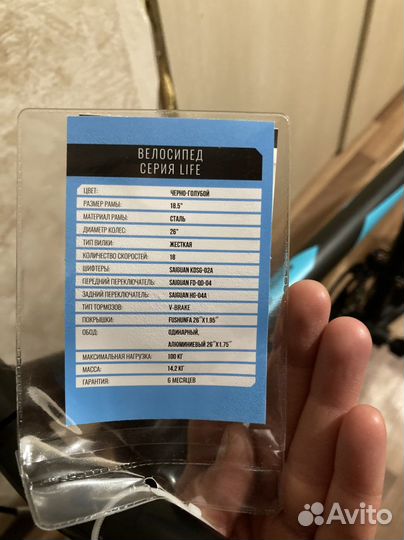 ВЕЛОСИПЕД
СЕРИЯ LIFE
ЦВЕТ: ЧЕРНО-ГОЛУБОЙ
РАЗМЕР РАМЫ: 18.5"
МАТЕРИАЛ РАМЫ: СТАЛЬ
ДИАМЕТР КОЛЕС: 26"
ТИП ВИЛКИ: ЖЕСТКАЯ
КОЛИЧЕСТВО СКОРОСТЕЙ: 18
ШИФТЕРЫ: SAIGUAN KDSG-02A
ПЕРЕДНИЙ ПЕРЕКЛЮЧАТЕЛЬ: SAIGUAN FD-QD-04
ЗАДНИЙ ПЕРЕКЛЮЧАТЕЛЬ: SAIGUAN HG-04A
ТИП ТОРМОЗОВ: V-BRAKE
ПОКРЫШКИ: FUSHUNFA 26"X1.95"
ОБОД: ОДИНАРНЫЙ,
АЛЮМИНИЕВЫЙ 26"X1.75"
МАКСИМАЛЬНАЯ НАГРУЗКА: 100 КГ
МАССА: 14.2 КГ
ГАРАНТИЯ: 6 МЕСЯЦЕВ
Avito